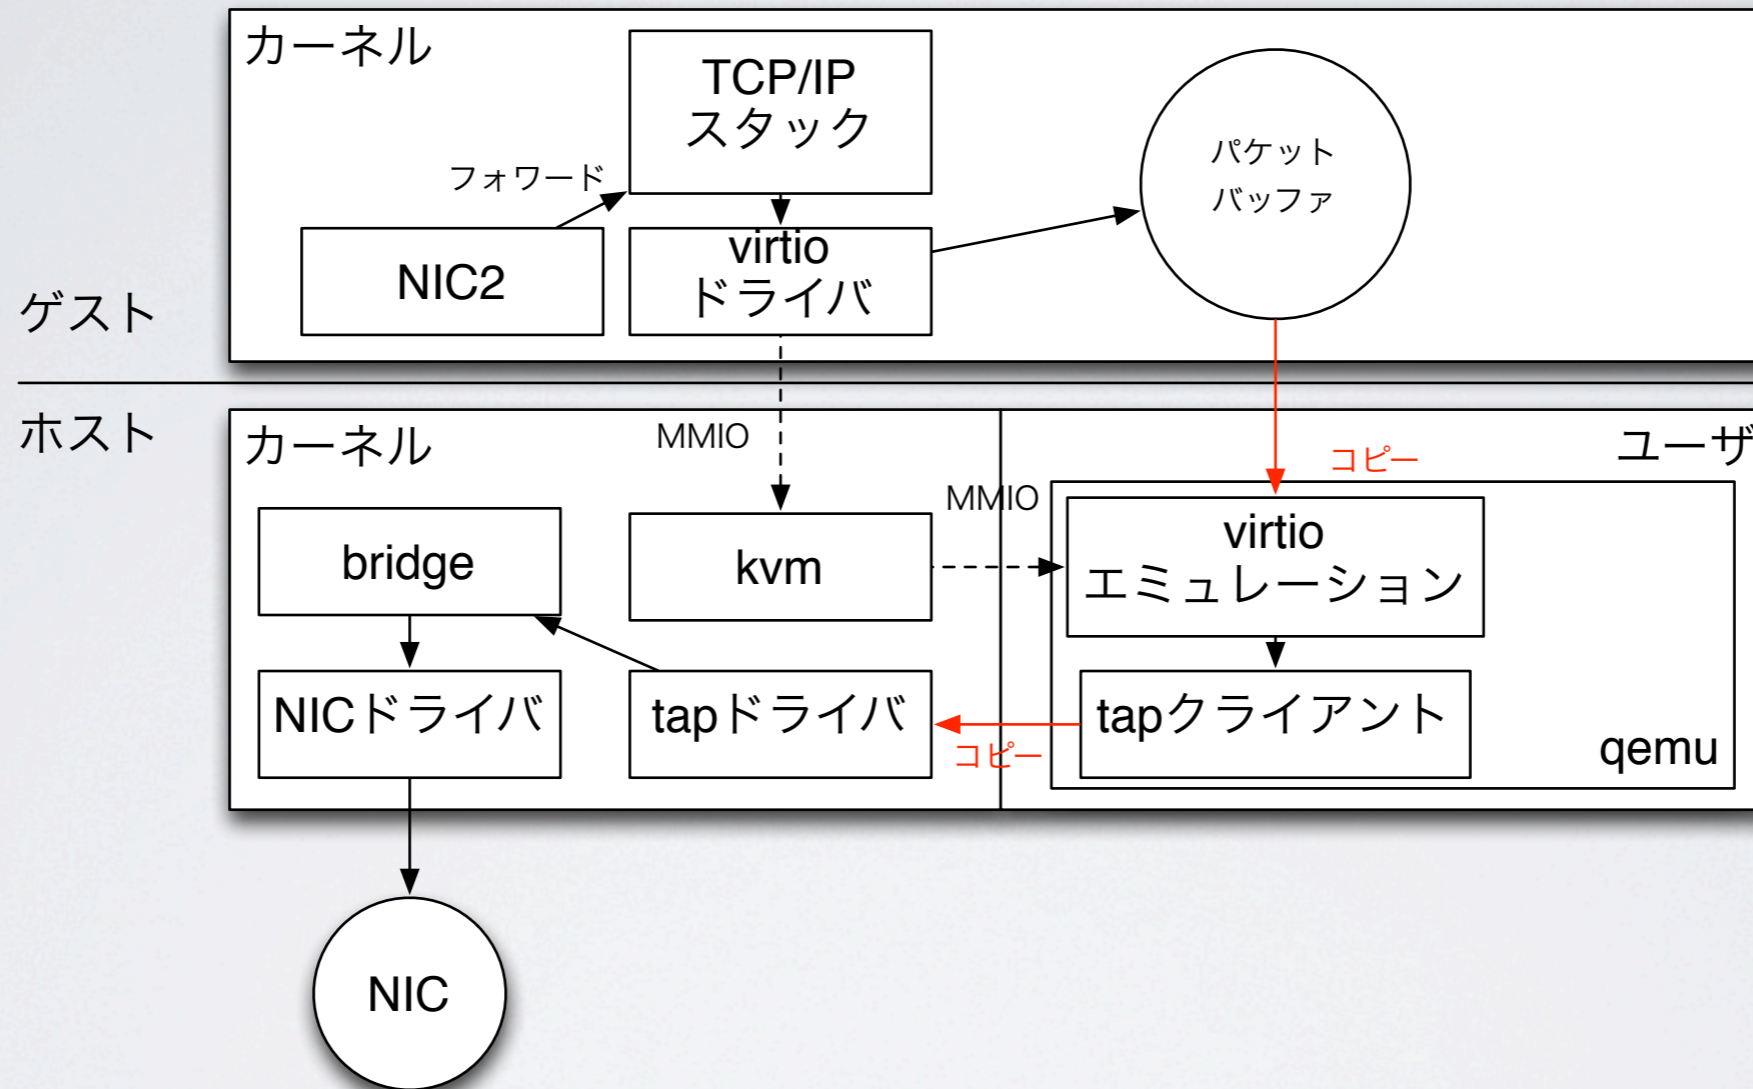 カーネル
TCP/IP
スタック
パケット
バッファ
フォワード
NIC2
virtio
ドライバ
ゲスト
ホスト
カーネル
MMIO
コピー
ユーザ
MMIO
bridge
kvm
virtio
エミュレーション
NICドライバ
tapドライバ
コピー
tapクライアント
qemu
NIC